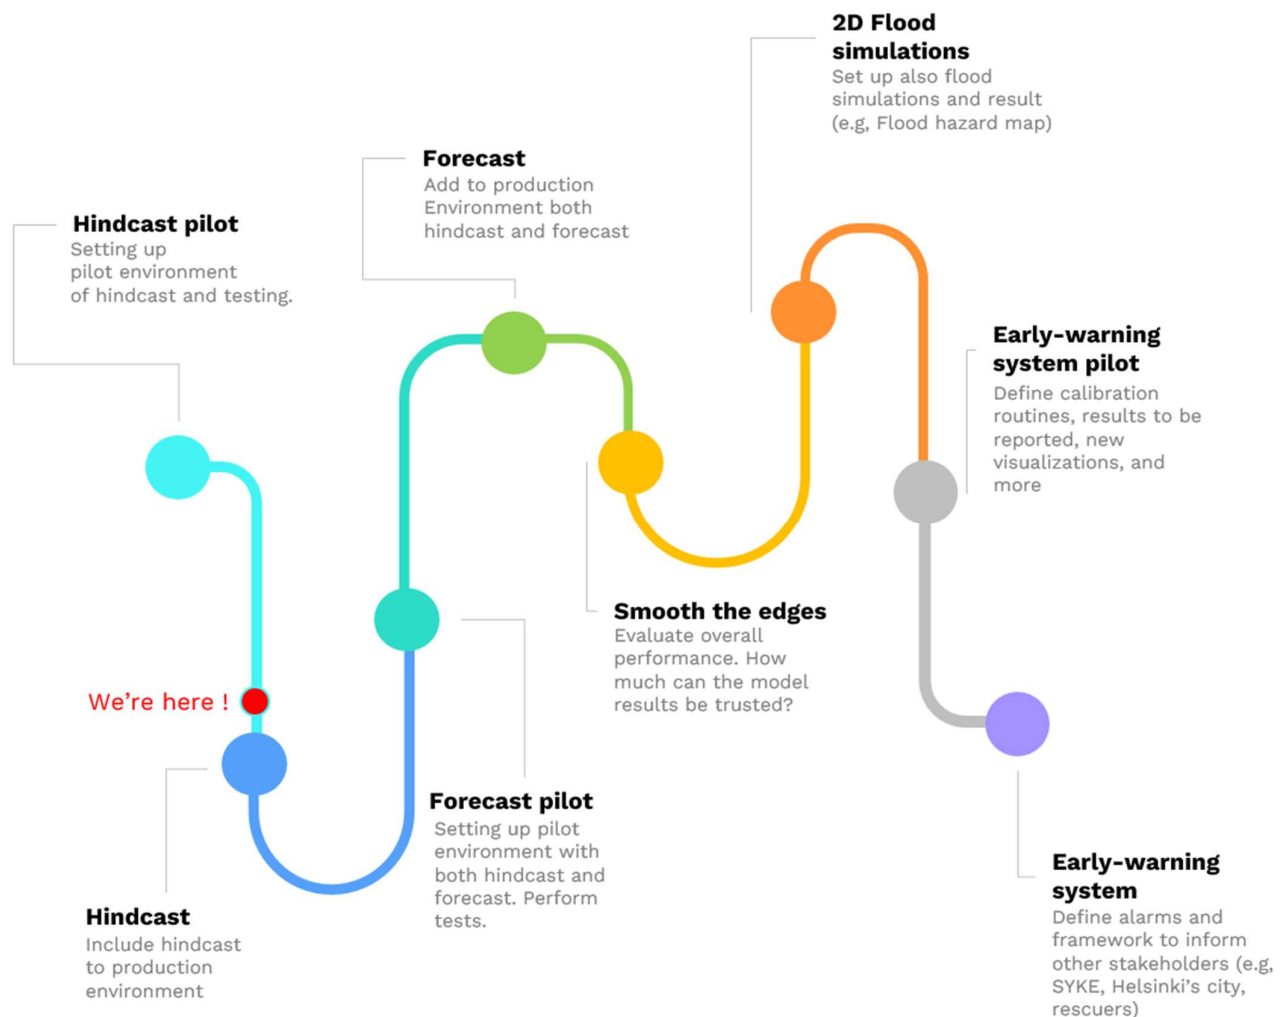 Hindcast pilot
Setting up
pilot environment
of hindcast and testing.
We're here !
Hindcast
Include hindcast
to production
environment
Forecast pilot
Setting up pilot
environment with
both hindcast and
forecast. Perform
tests.
Forecast
Add to production
Environment both
hindcast and forecast
Smooth the edges
Evaluate overall
performance. How
much can the model
results be trusted?
2D Flood
simulations
Set up also flood
simulations and result
(e.g, Flood hazard map)
Early-warning
system pilot
Define calibration
routines, results to be
reported, new
visualizations, and
more
Early-warning
system
Define alarms and
framework to inform
other stakeholders (e.g,
SYKE, Helsinki's city,
rescuers)